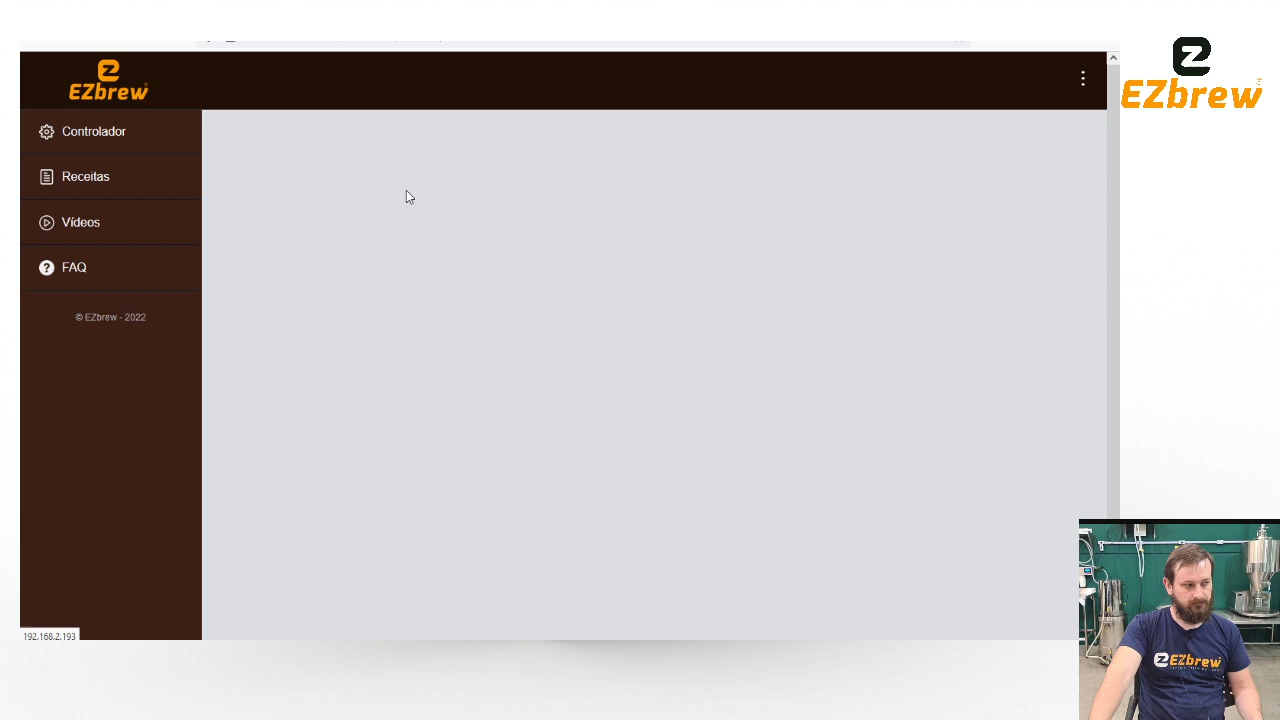 EZbrew
EZbrew
Controlador
Receitas
Vídeos
FAQ
© EZbrew - 2022
192.168.2.193
EZbrew